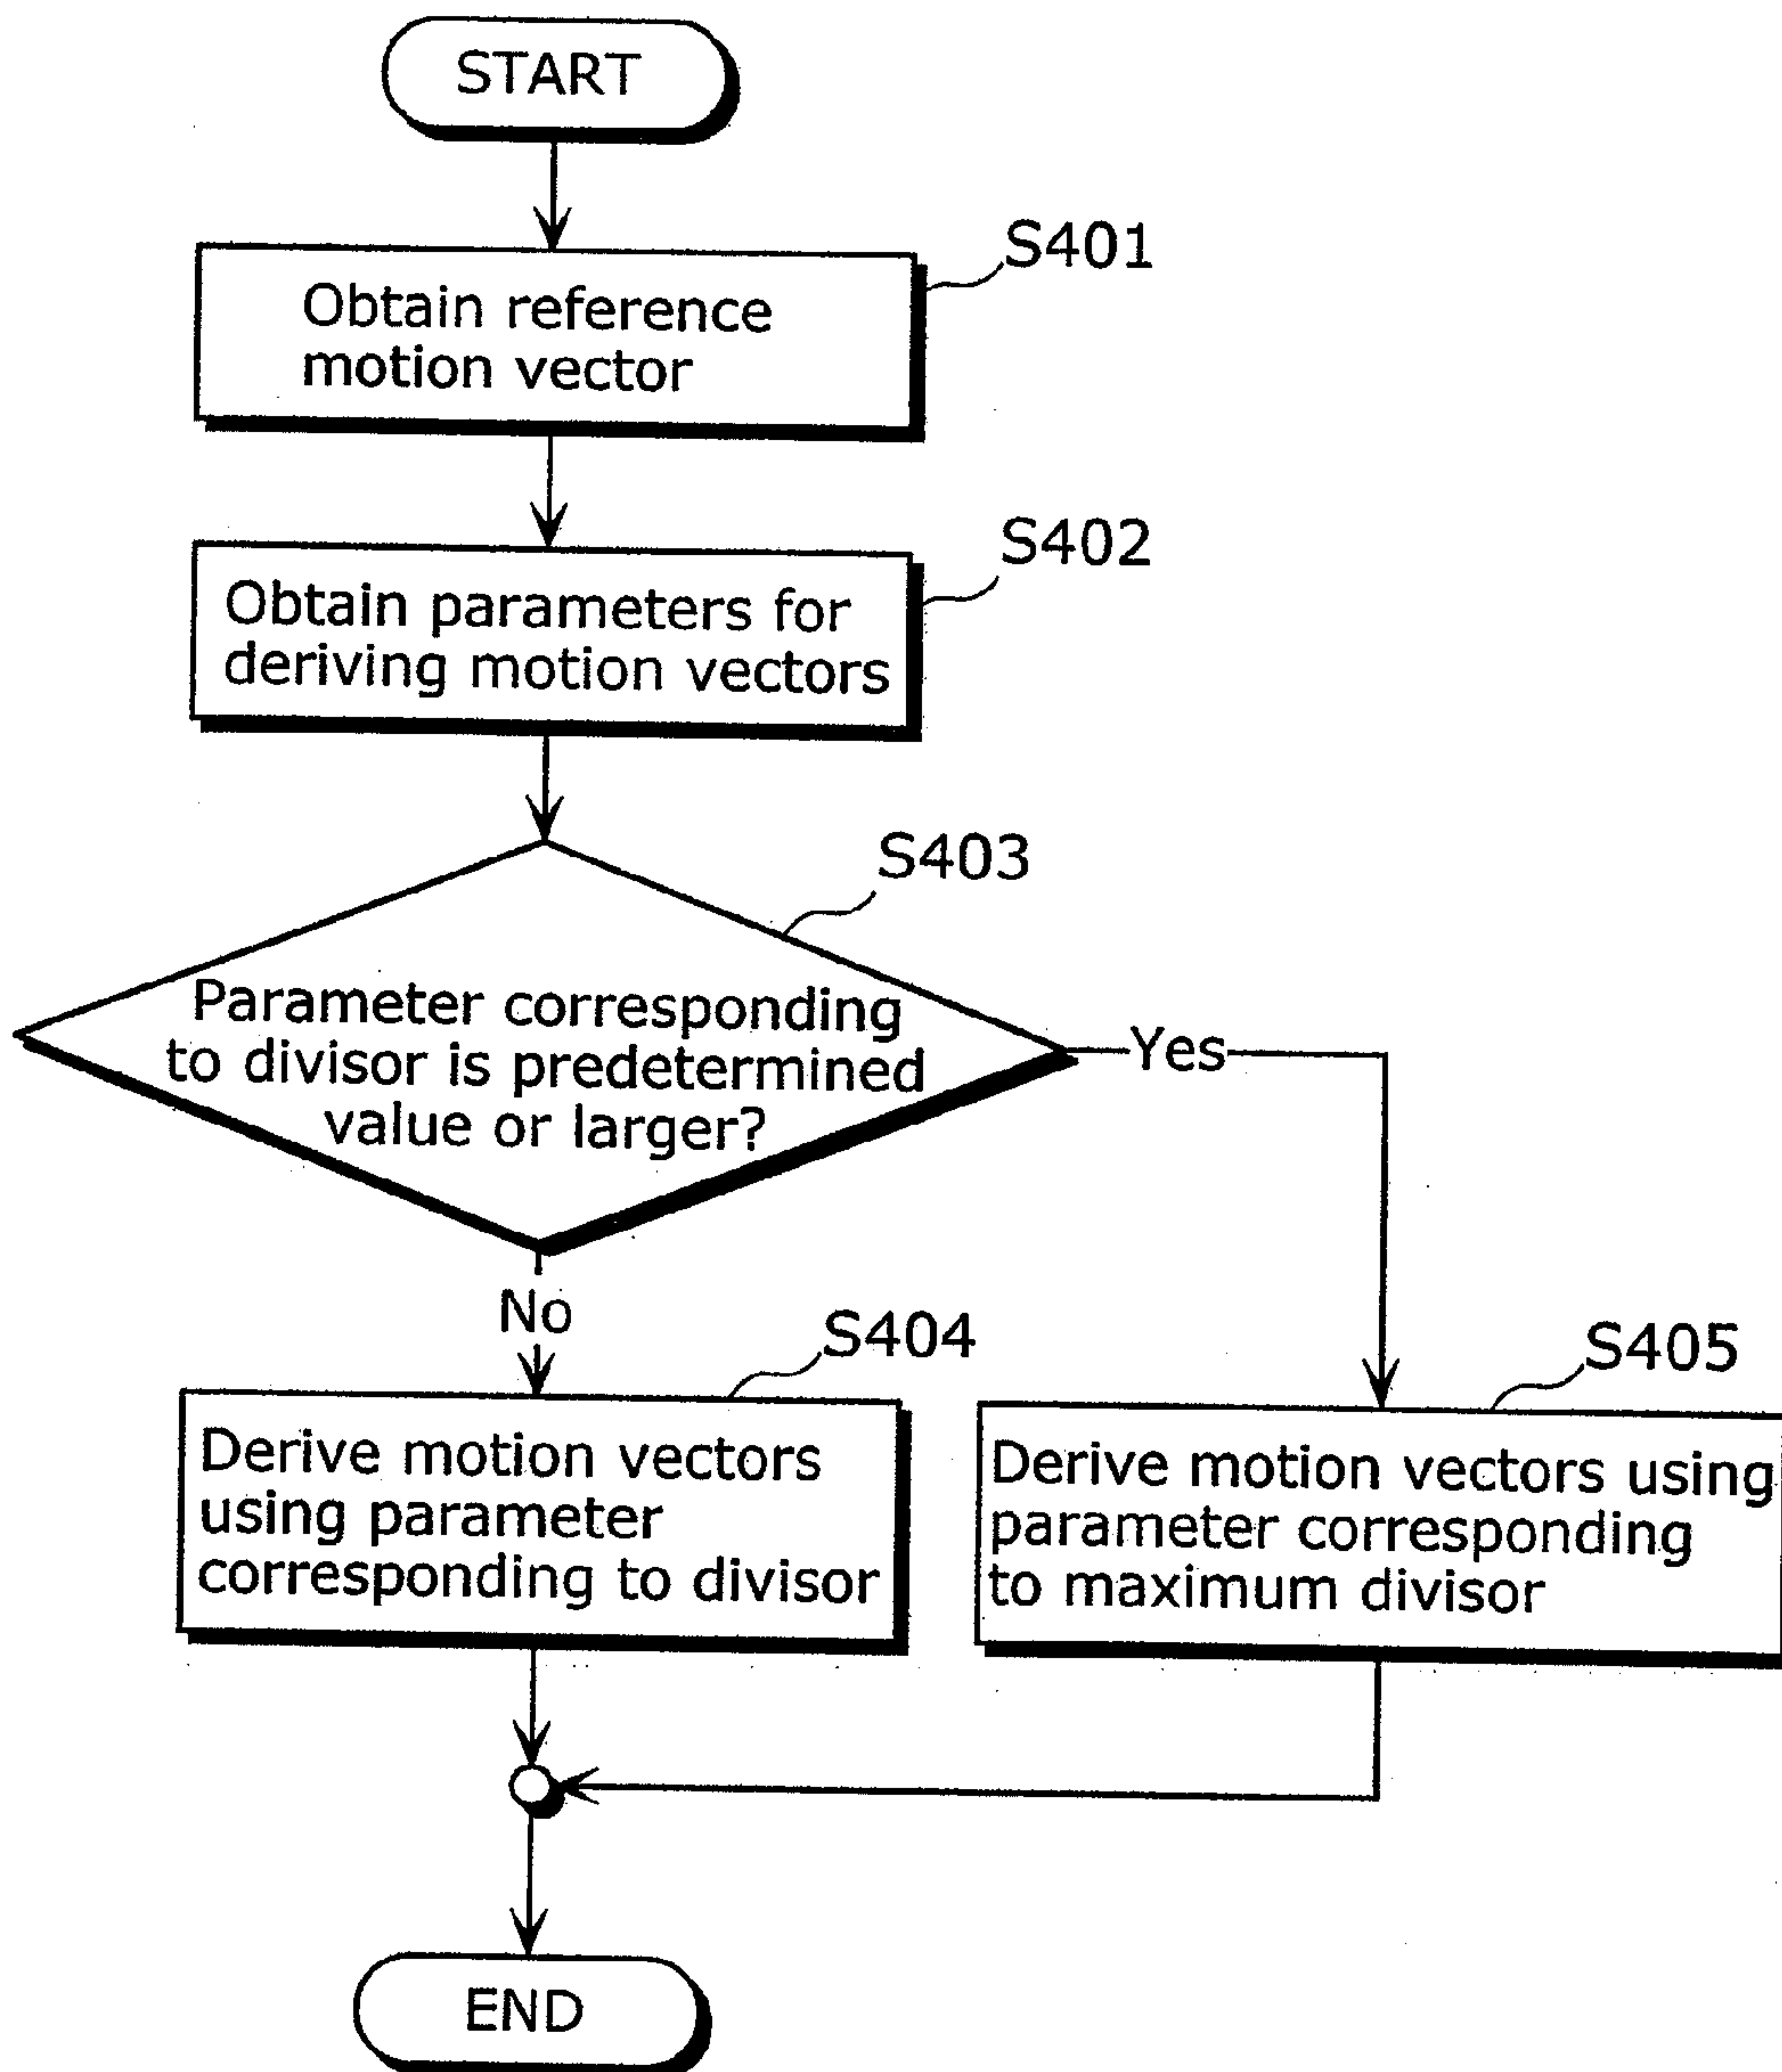 START
S401
Obtain reference
motion vector
S402
Obtain parameters for
deriving motion vectors
S403
Parameter corresponding
to divisor is predetermined
value or larger?
Yes
No
S404
Derive motion vectors
using parameter
corresponding to divisor
S405
Derive motion vectors using
parameter corresponding
to maximum divisor
END